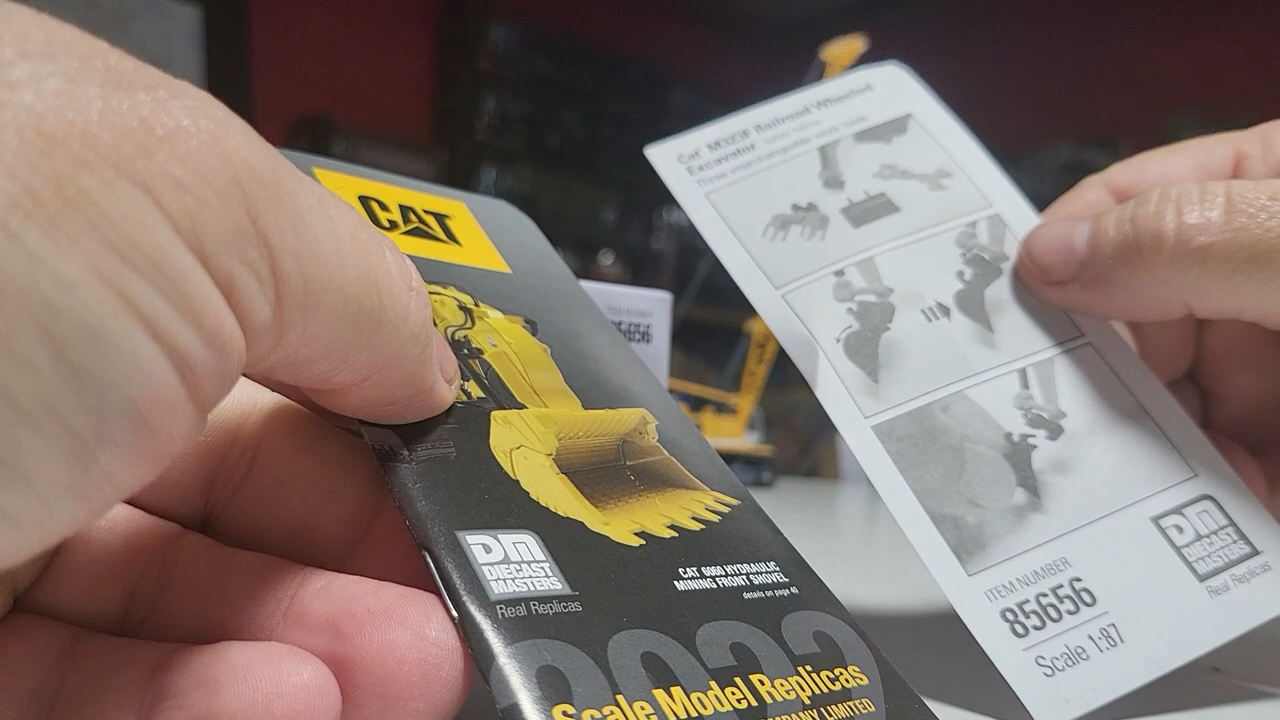 CAT
DM
DIECAST
MASTERS
Real Replicas
CAT 6060 HYDRAULIC
MINING FRONT SHOVEL
details on page 40
2022
Scale Model Replicas
COMPANY LIMITED
Cat® M323F Railroad Wheeled
Excavator
Three interchangeable work tools
DM
DIECAST
MASTERS
Real Replicas
ITEM NUMBER
85656
Scale 1:87